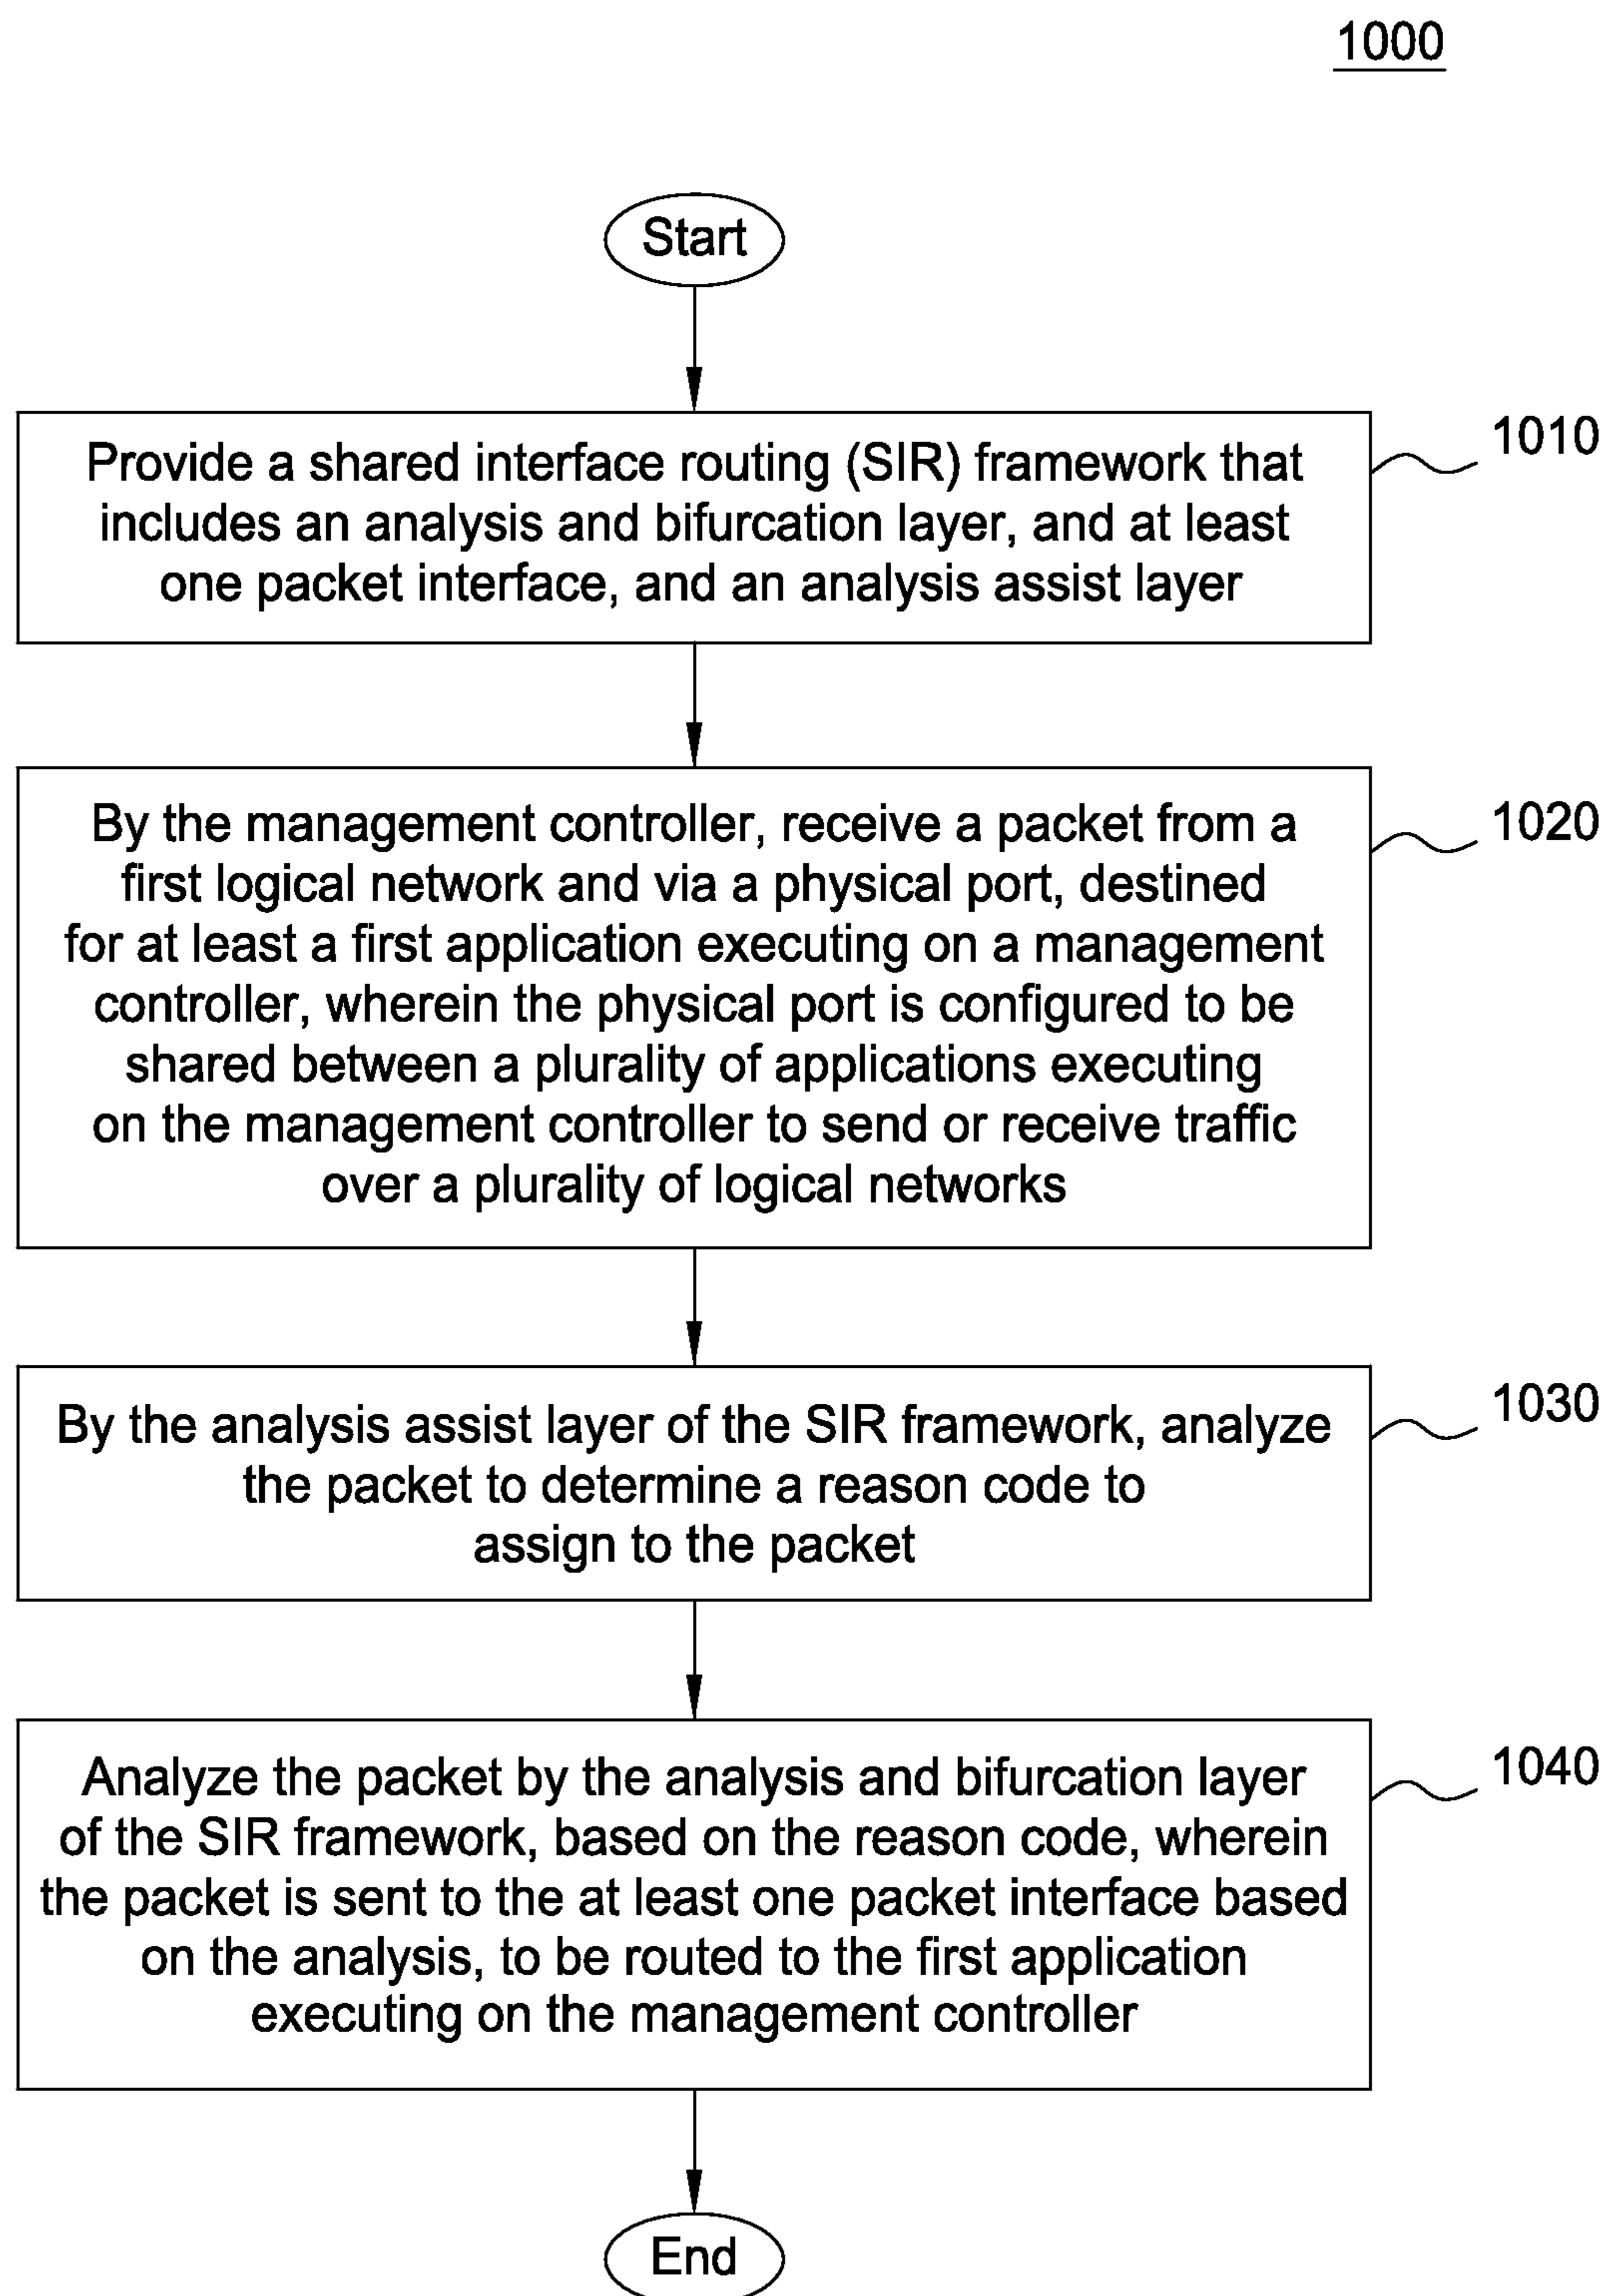 1000
Start
Provide a shared interface routing (SIR) framework that
includes an analysis and bifurcation layer, and at least
one packet interface, and an analysis assist layer
1010
By the management controller, receive a packet from a
first logical network and via a physical port, destined
for at least a first application executing on a management
controller, wherein the physical port is configured to be
shared between a plurality of applications executing
on the management controller to send or receive traffic
over a plurality of logical networks
1020
By the analysis assist layer of the SIR framework, analyze
the packet to determine a reason code to
assign to the packet
1030
Analyze the packet by the analysis and bifurcation layer
of the SIR framework, based on the reason code, wherein
the packet is sent to the at least one packet interface based
on the analysis, to be routed to the first application
executing on the management controller
1040
End